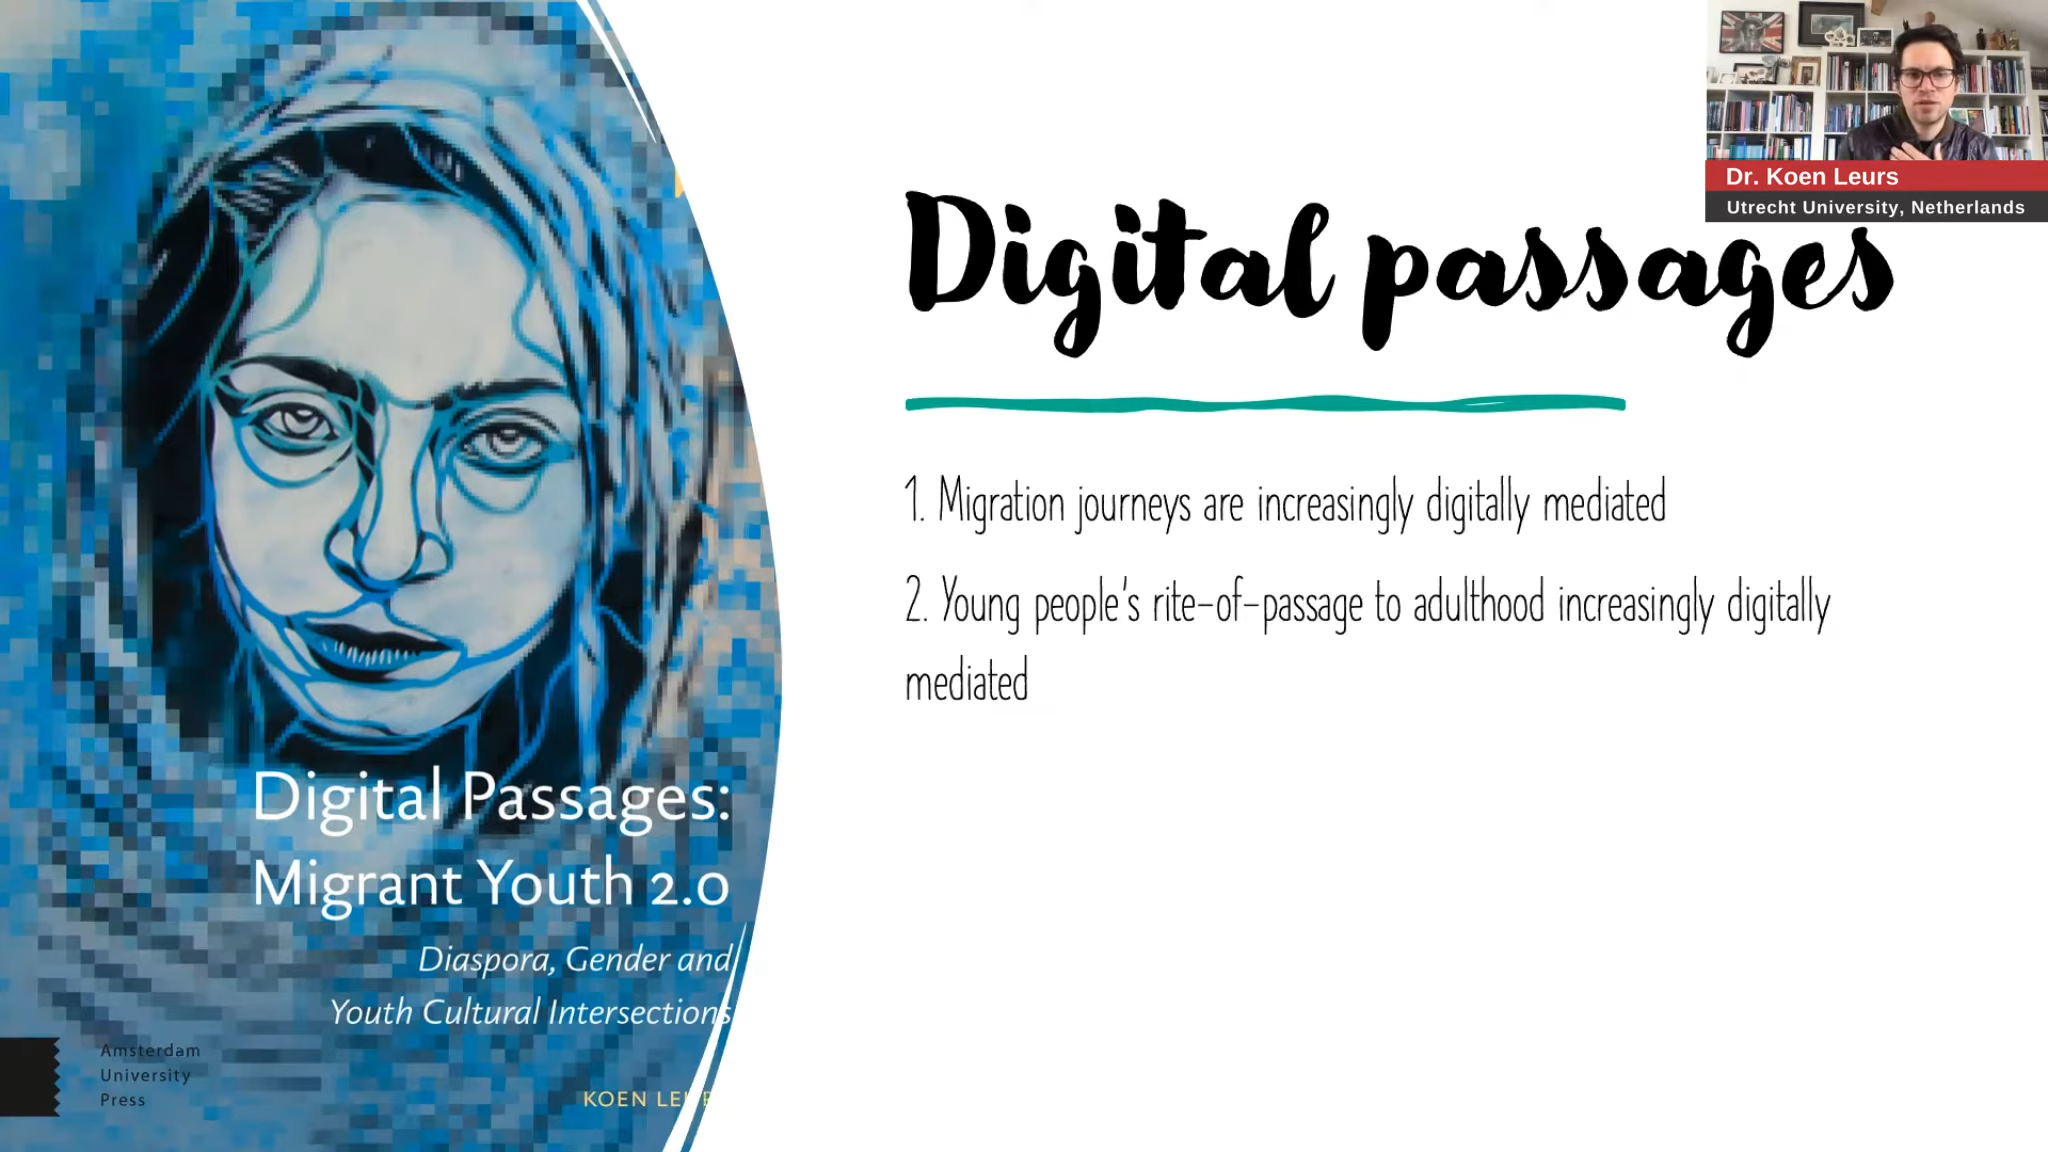 Dr. Koen Leurs
Utrecht University, Netherlands
Digital passages
1. Migration journeys are increasingly digitally mediated
2. Young people's rite-of-passage to adulthood increasingly digitally
mediated
Digital Passages:
Migrant Youth 2.0
Diaspora, Gender and
Youth Cultural Intersections
Amsterdam
University
Press
KOEN